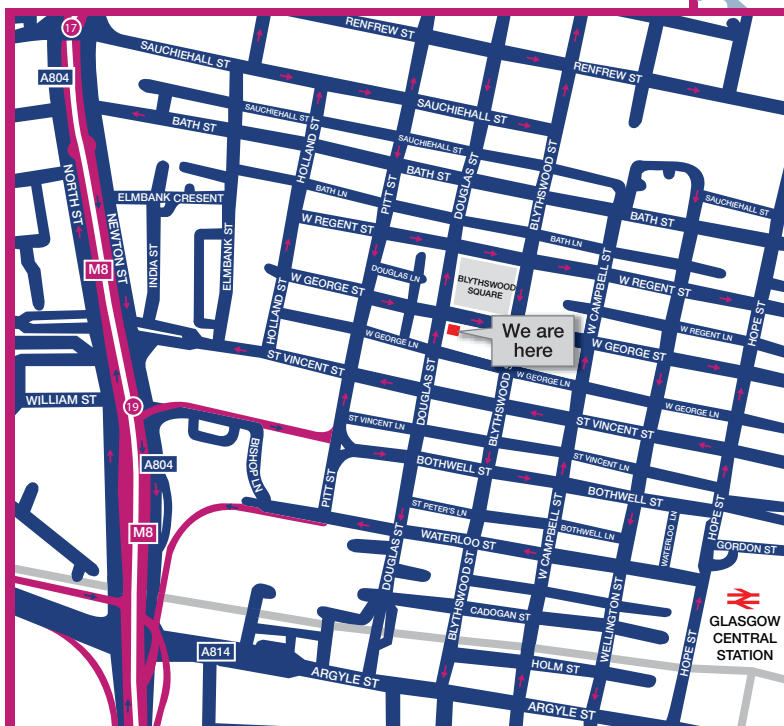 17
RENFREW ST
SAUCHIEHALL ST
RENFREW ST
A804
SAUCHIEHALL ST
SAUCHIEHALL ST
BATH ST
SAUCHIEHALL ST
HOLLAND ST
BATH ST
DOUGLAS ST
BLYTHSWOOD ST
PITT ST
NORTH ST
ELMBANK CRESENT
BATH LN
SAUCHIEHALL ST
BATH ST
NEWTON ST
W REGENT ST
BATH LN
INDIA ST
ELMBANK ST
M8
DOUGLAS LN
BLYTHSWOOD
SQUARE
W CAMPBELL ST
W REGENT ST
W GEORGE ST
HOLLAND ST
HOPE ST
We are
here
W REGENT LN
W GEORGE LN
W GEORGE ST
ST VINCENT ST
W GEORGE LN
DOUGLAS ST
BLYTHSWOOD
WILLIAM ST
19
W GEORGE LN
ST VINCENT LN
ST VINCENT ST
BISHOP LN
A804
BOTHWELL ST
ST VINCENT LN
PITT ST
BOTHWELL ST
ST PETER'S LN
HOPE ST
M8
WATERLOO ST
BOTHWELL LN
WATERLOO LN
W CAMPBELL ST
GORDON ST
DOUGLAS ST
BLYTHSWOOD ST
CADOGAN ST
WELLINGTON ST
GLASGOW
CENTRAL
STATION
HOPE ST
A814
ARGYLE ST
HOLM ST
ARGYLE ST